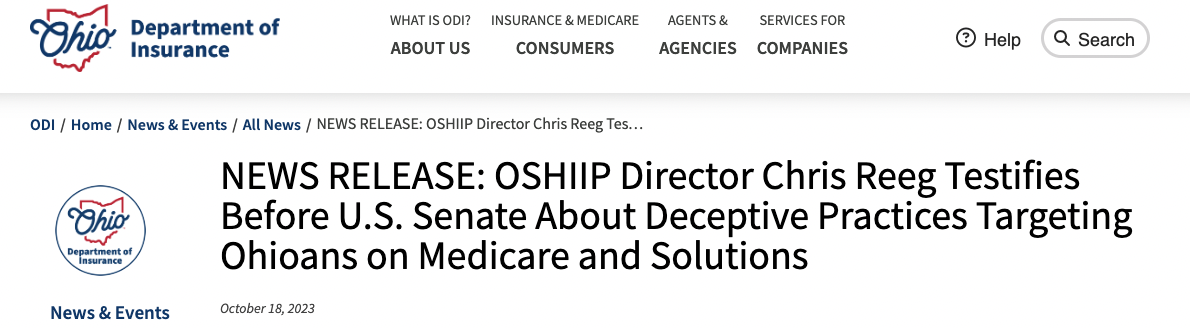 Ohio
Department of
Insurance
WHAT IS ODI?
ABOUT US
INSURANCE & MEDICARE
CONSUMERS
AGENTS &
AGENCIES
SERVICES FOR
COMPANIES
Help
Search
ODI / Home / News & Events / All News / NEWS RELEASE: OSHIIP Director Chris Reeg Tes…
NEWS RELEASE: OSHIIP Director Chris Reeg Testifies
Before U.S. Senate About Deceptive Practices Targeting
Ohioans on Medicare and Solutions
October 18, 2023
Ohio
Department of
Insurance
News & Events